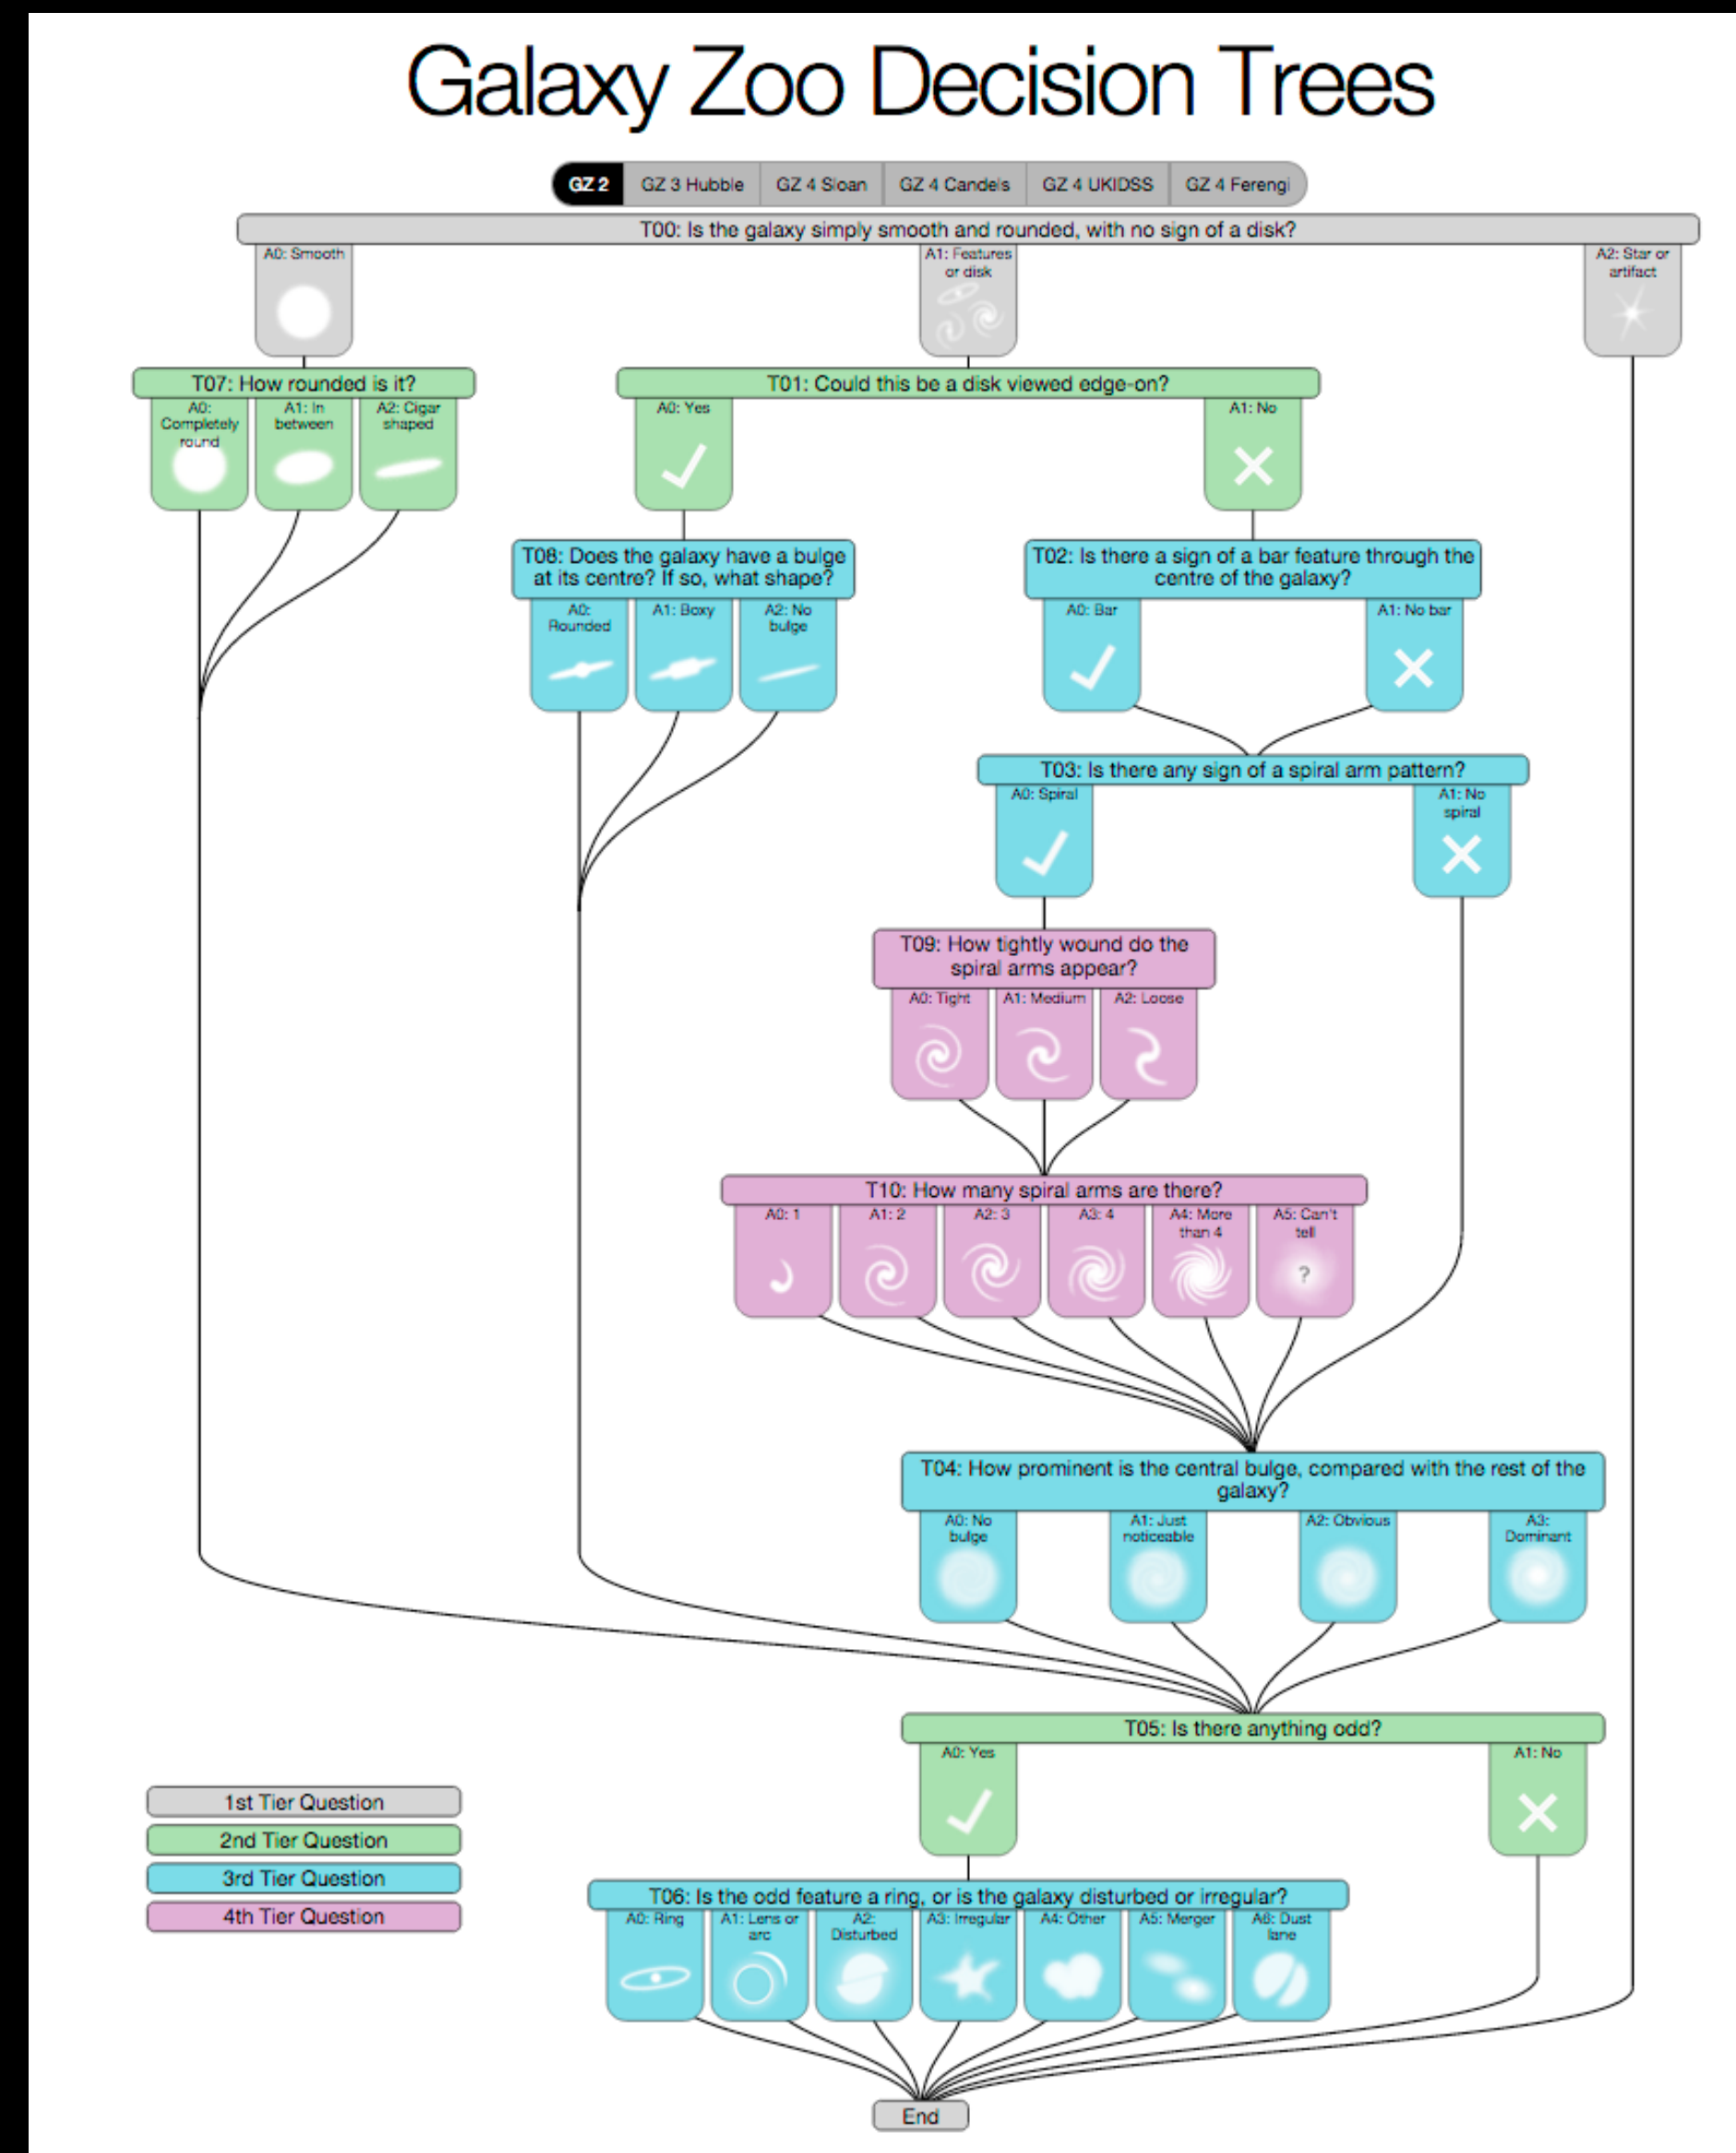 Galaxy Zoo Decision Trees
GZ 2 GZ 3 Hubble GZ 4 Sloan GZ 4 Candels GZ 4 UKIDSS GZ 4 Ferengi
T00: Is the galaxy simply smooth and rounded, with no sign of a disk?
A0: Smooth
A1: Features
or disk
A2: Star or
artifact
T07: How rounded is it?
A0:
Completely
round
A1: In
between
A2: Cigar
shaped
T01: Could this be a disk viewed edge-on?
A0: Yes
A1: No
T08: Does the galaxy have a bulge
at its centre? If so, what shape?
A0:
Rounded
A1: Boxy
A2: No
bulge
T02: Is there a sign of a bar feature through the
centre of the galaxy?
A0: Bar
A1: No bar
T03: Is there any sign of a spiral arm pattern?
A0: Spiral
A1: No
spiral
T09: How tightly wound do the
spiral arms appear?
A0: Tight
A1: Medium
A2: Loose
T10: How many spiral arms are there?
A0: 1
A1: 2
A2: 3
A3: 4
A4: More
than 4
A5: Can't
tell
?
T04: How prominent is the central bulge, compared with the rest of the
galaxy?
A0: No
bulge
A1: Just
noticeable
A2: Obvious
A3:
Dominant
T05: Is there anything odd?
A0: Yes
A1: No
1st Tier Question
2nd Tier Question
3rd Tier Question
4th Tier Question
T06: Is the odd feature a ring, or is the galaxy disturbed or irregular?
A0: Ring
A1: Lens or
arc
A2:
Disturbed
A3: Irregular
A4: Other
A5: Merger
A6: Dust
lane
End